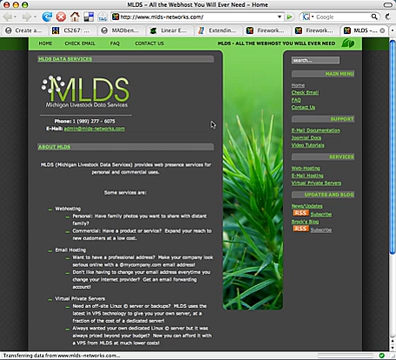 MLDS – All the Webhost You Will Ever Need – Home
http://www.mlds-networks.com/
Google
Create a... CS267: ... MADben... Linear E... Extendin... Firework... Firework... MLDS –...
HOME CHECK EMAIL FAQ CONTACT US MLDS - ALL THE WEBHOST YOU WILL EVER NEED
MLDS DATA SERVICES
MLDS
Michigan Livestock Data Services
Phone: 1 (989) 277 - 6075
E-Mail: admin@mlds-networks.com
ABOUT MLDS
MLDS (Michigan Livestock Data Services) provides web presence services for
personal and commercial uses.
Some services are:
Webhosting
Personal: Have family photos you want to share with distant
family?
Commercial: Have a product or service? Expand your reach to
new customers at a low cost.
Email Hosting
Want to have a professional address? Make your company
look serious online with a @mycompany.com email address!
Don't like having to change your email address everytime you
change your internet provider? Get an email forwarding
account!
Virtual Private Servers
Need an off-site Linux © server or backups? MLDS uses the
latest in VPS technology to give you your own server, at a
fraction of the cost of a dedicated server!
Always wanted your own dedicated Linux © server but it was
always priced beyond your budget? Now you can afford it
with a VPS from MLDS at much lower costs!
search...
MAIN MENU
Home
Check Email
FAQ
Contact Us
SUPPORT
E-Mail Documentation
Joomla! Docs
Video Tutorials
SERVICES
Web-Hosting
E-Mail Hosting
Virtual Private Servers
RELATED BLOGS
News/Updates
RSS Subscribe
Brock's Blog
RSS Subscribe
Transferring data from www.mlds-networks.com...